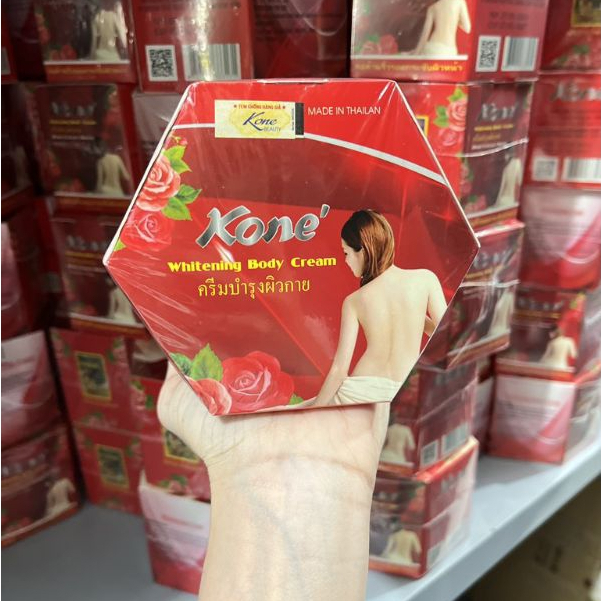 TEM CHỐNG HÀNG GIẢ
Kone
BEAUTY
MADE IN THAILAN
Kone'
Whitening Body Cream
ครีมบำรุงผิวกาย